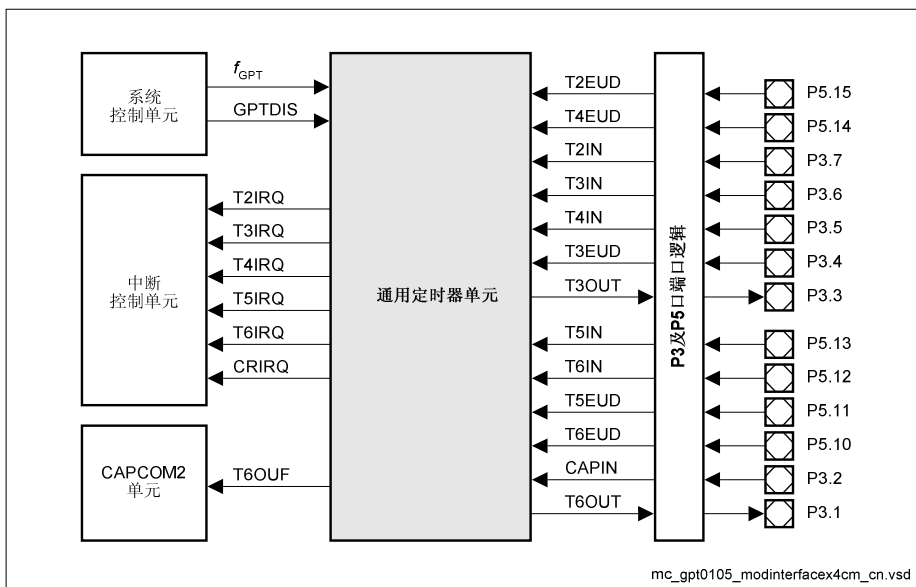 系统
控制单元
fGPT
GPTDIS
中断
控制单元
T2IRQ
T3IRQ
T4IRQ
T5IRQ
T6IRQ
CRIRQ
CAPCOM2
单元
T6OUF
通用定时器单元
T2EUD
T4EUD
T2IN
T3IN
T4IN
T3EUD
T3OUT
T5IN
T6IN
T5EUD
T6EUD
CAPIN
T6OUT
P3及P5口端口逻辑
P5.15
P5.14
P3.7
P3.6
P3.5
P3.4
P3.3
P5.13
P5.12
P5.11
P5.10
P3.2
P3.1
mc_gpt0105_modinterfacex4cm_cn.vsd